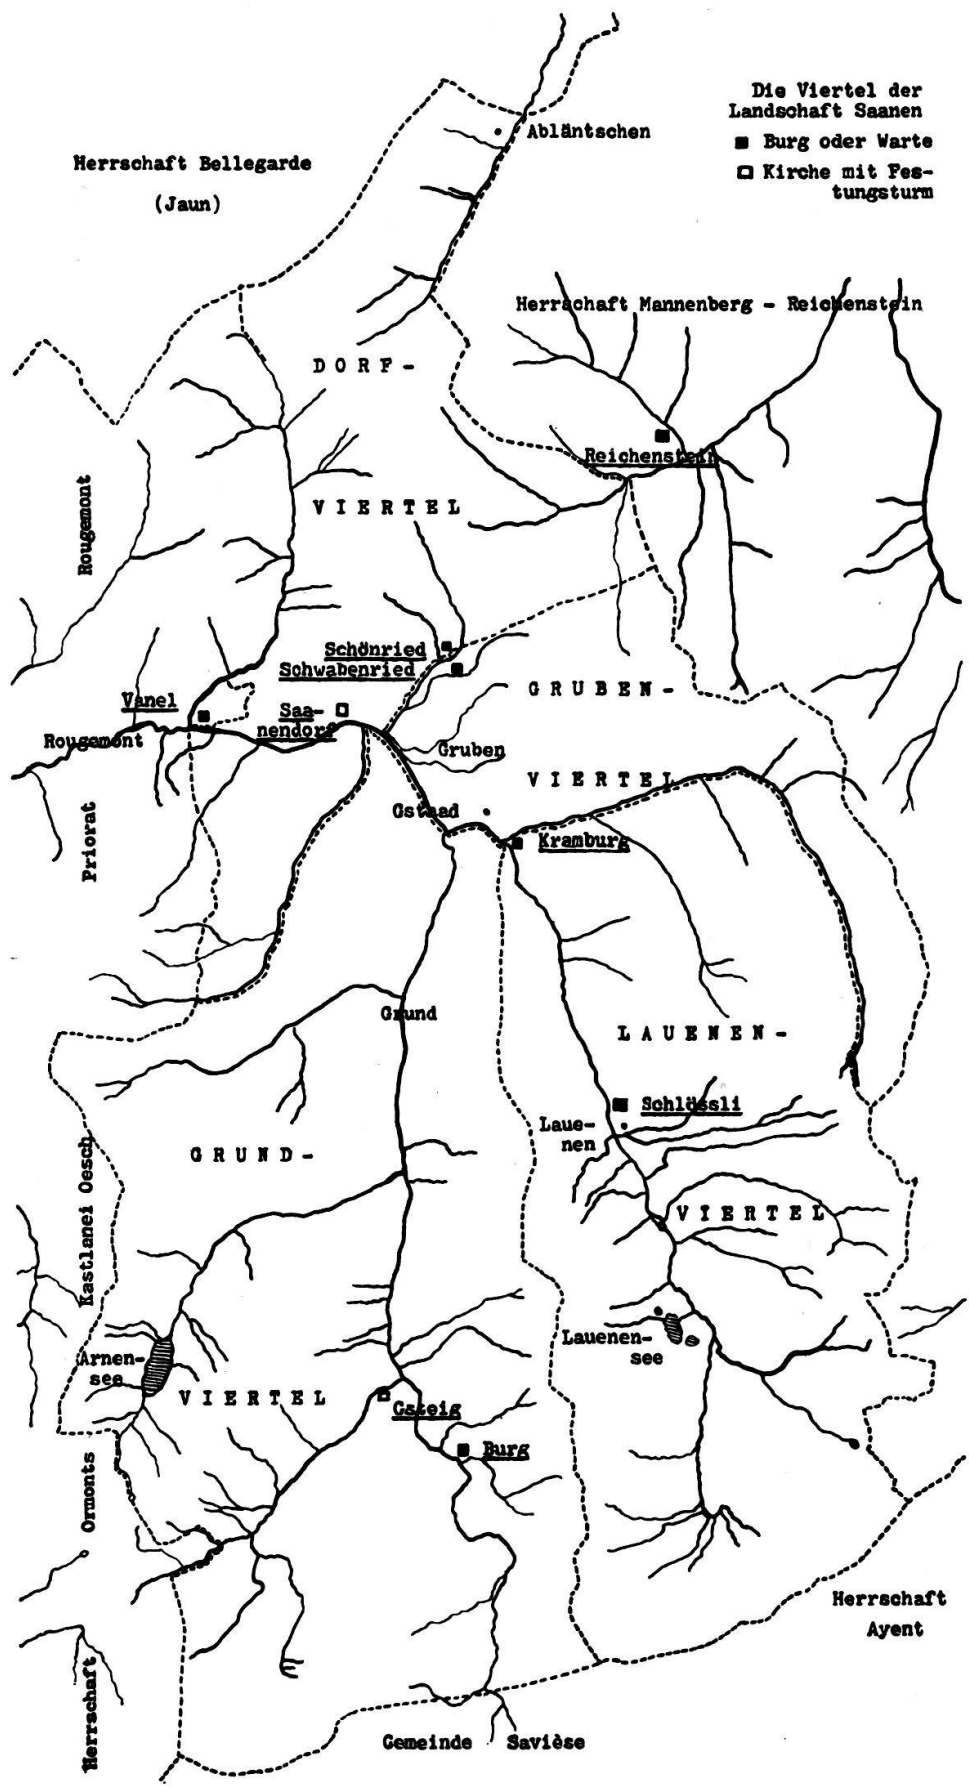 Die Viertel der
Landschaft Saanen
Burg oder Warte
Kirche mit Fes-
tungsturm
Abläntschen
Herrschaft Bellegarde
(Jaun)
Herrschaft Mannenberg - Reichenstein
DORF-
Reichenstein
Rougemont
VIERTEL
Schönried
Schwabenried
GRUBEN-
Vanel
Saa-
nendorf
Rougemont
Gruben
VIERTEL
Gstaad
Priorat
Kramburg
Grund
LAUENEN-
Schlössli
Laue-
nen
GRUND-
Kastlanei Oesch
VIERTEL
Lauenen-
see
Arnen-
see
VIERTEL
Gsteig
Burg
Ormonts
Herrschaft
Herrschaft
Ayent
Gemeinde Savièse